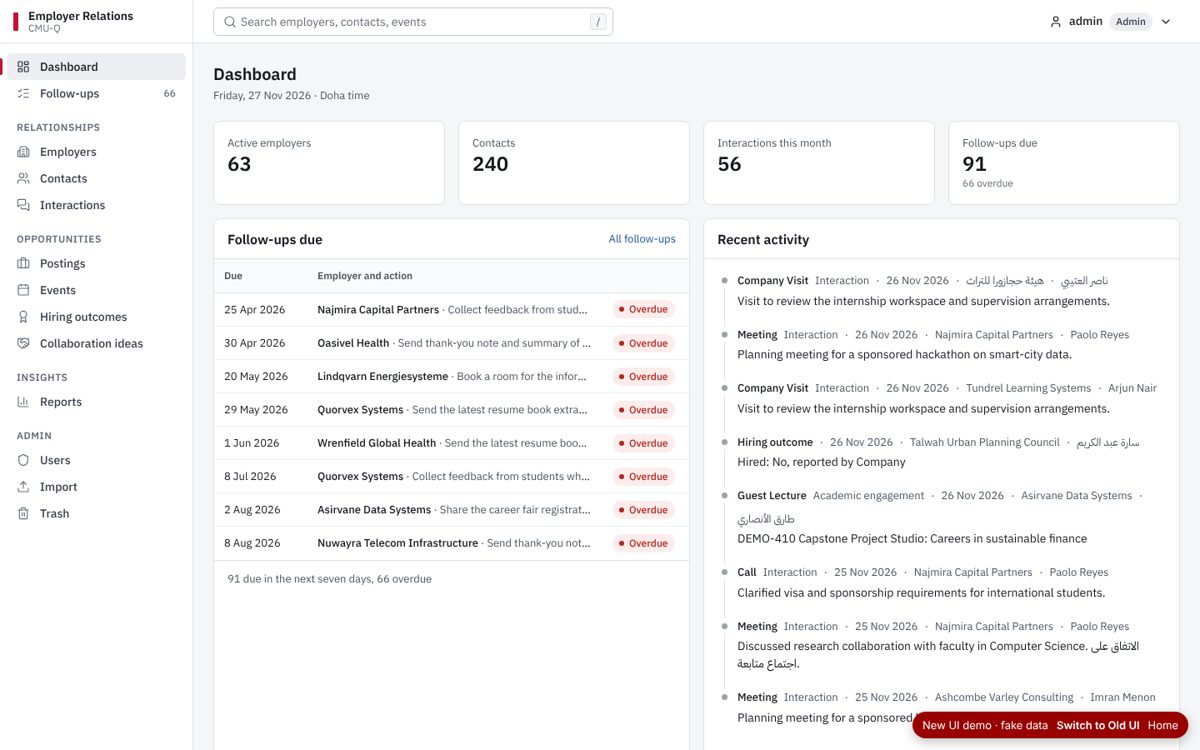 Employer Relations
CMU-Q
Search employers, contacts, events /
admin Admin
Dashboard
Follow-ups 66
RELATIONSHIPS
Employers
Contacts
Interactions
OPPORTUNITIES
Postings
Events
Hiring outcomes
Collaboration ideas
INSIGHTS
Reports
ADMIN
Users
Import
Trash
Dashboard
Friday, 27 Nov 2026 · Doha time
Active employers
63
Contacts
240
Interactions this month
56
Follow-ups due
91
66 overdue
Follow-ups due All follow-ups
Due Employer and action
25 Apr 2026 Najmira Capital Partners · Collect feedback from stud... Overdue
30 Apr 2026 Oasivel Health · Send thank-you note and summary of ... Overdue
20 May 2026 Lindqvarn Energiesysteme · Book a room for the infor... Overdue
29 May 2026 Quorvex Systems · Send the latest resume book extra... Overdue
1 Jun 2026 Wrenfield Global Health · Send the latest resume boo... Overdue
8 Jul 2026 Quorvex Systems · Collect feedback from students wh... Overdue
2 Aug 2026 Asirvane Data Systems · Share the career fair registrat... Overdue
8 Aug 2026 Nuwayra Telecom Infrastructure · Send thank-you not... Overdue
91 due in the next seven days, 66 overdue
Recent activity
Company Visit Interaction · 26 Nov 2026 · هيئة حجازورا للتراث · ناصر العتيبي
Visit to review the internship workspace and supervision arrangements.
Meeting Interaction · 26 Nov 2026 · Najmira Capital Partners · Paolo Reyes
Planning meeting for a sponsored hackathon on smart-city data.
Company Visit Interaction · 26 Nov 2026 · Tundrel Learning Systems · Arjun Nair
Visit to review the internship workspace and supervision arrangements.
Hiring outcome · 26 Nov 2026 · Talwah Urban Planning Council · سارة عبد الكريم
Hired: No, reported by Company
Guest Lecture Academic engagement · 26 Nov 2026 · Asirvane Data Systems ·
طارق الأنصاري
DEMO-410 Capstone Project Studio: Careers in sustainable finance
Call Interaction · 25 Nov 2026 · Najmira Capital Partners · Paolo Reyes
Clarified visa and sponsorship requirements for international students.
Meeting Interaction · 25 Nov 2026 · Najmira Capital Partners · Paolo Reyes
Discussed research collaboration with faculty in Computer Science. الاتفاق على
اجتماع متابعة.
Meeting Interaction · 25 Nov 2026 · Ashcombe Varley Consulting · Imran Menon
Planning meeting for a sponsored
New UI demo · fake data Switch to Old UI Home